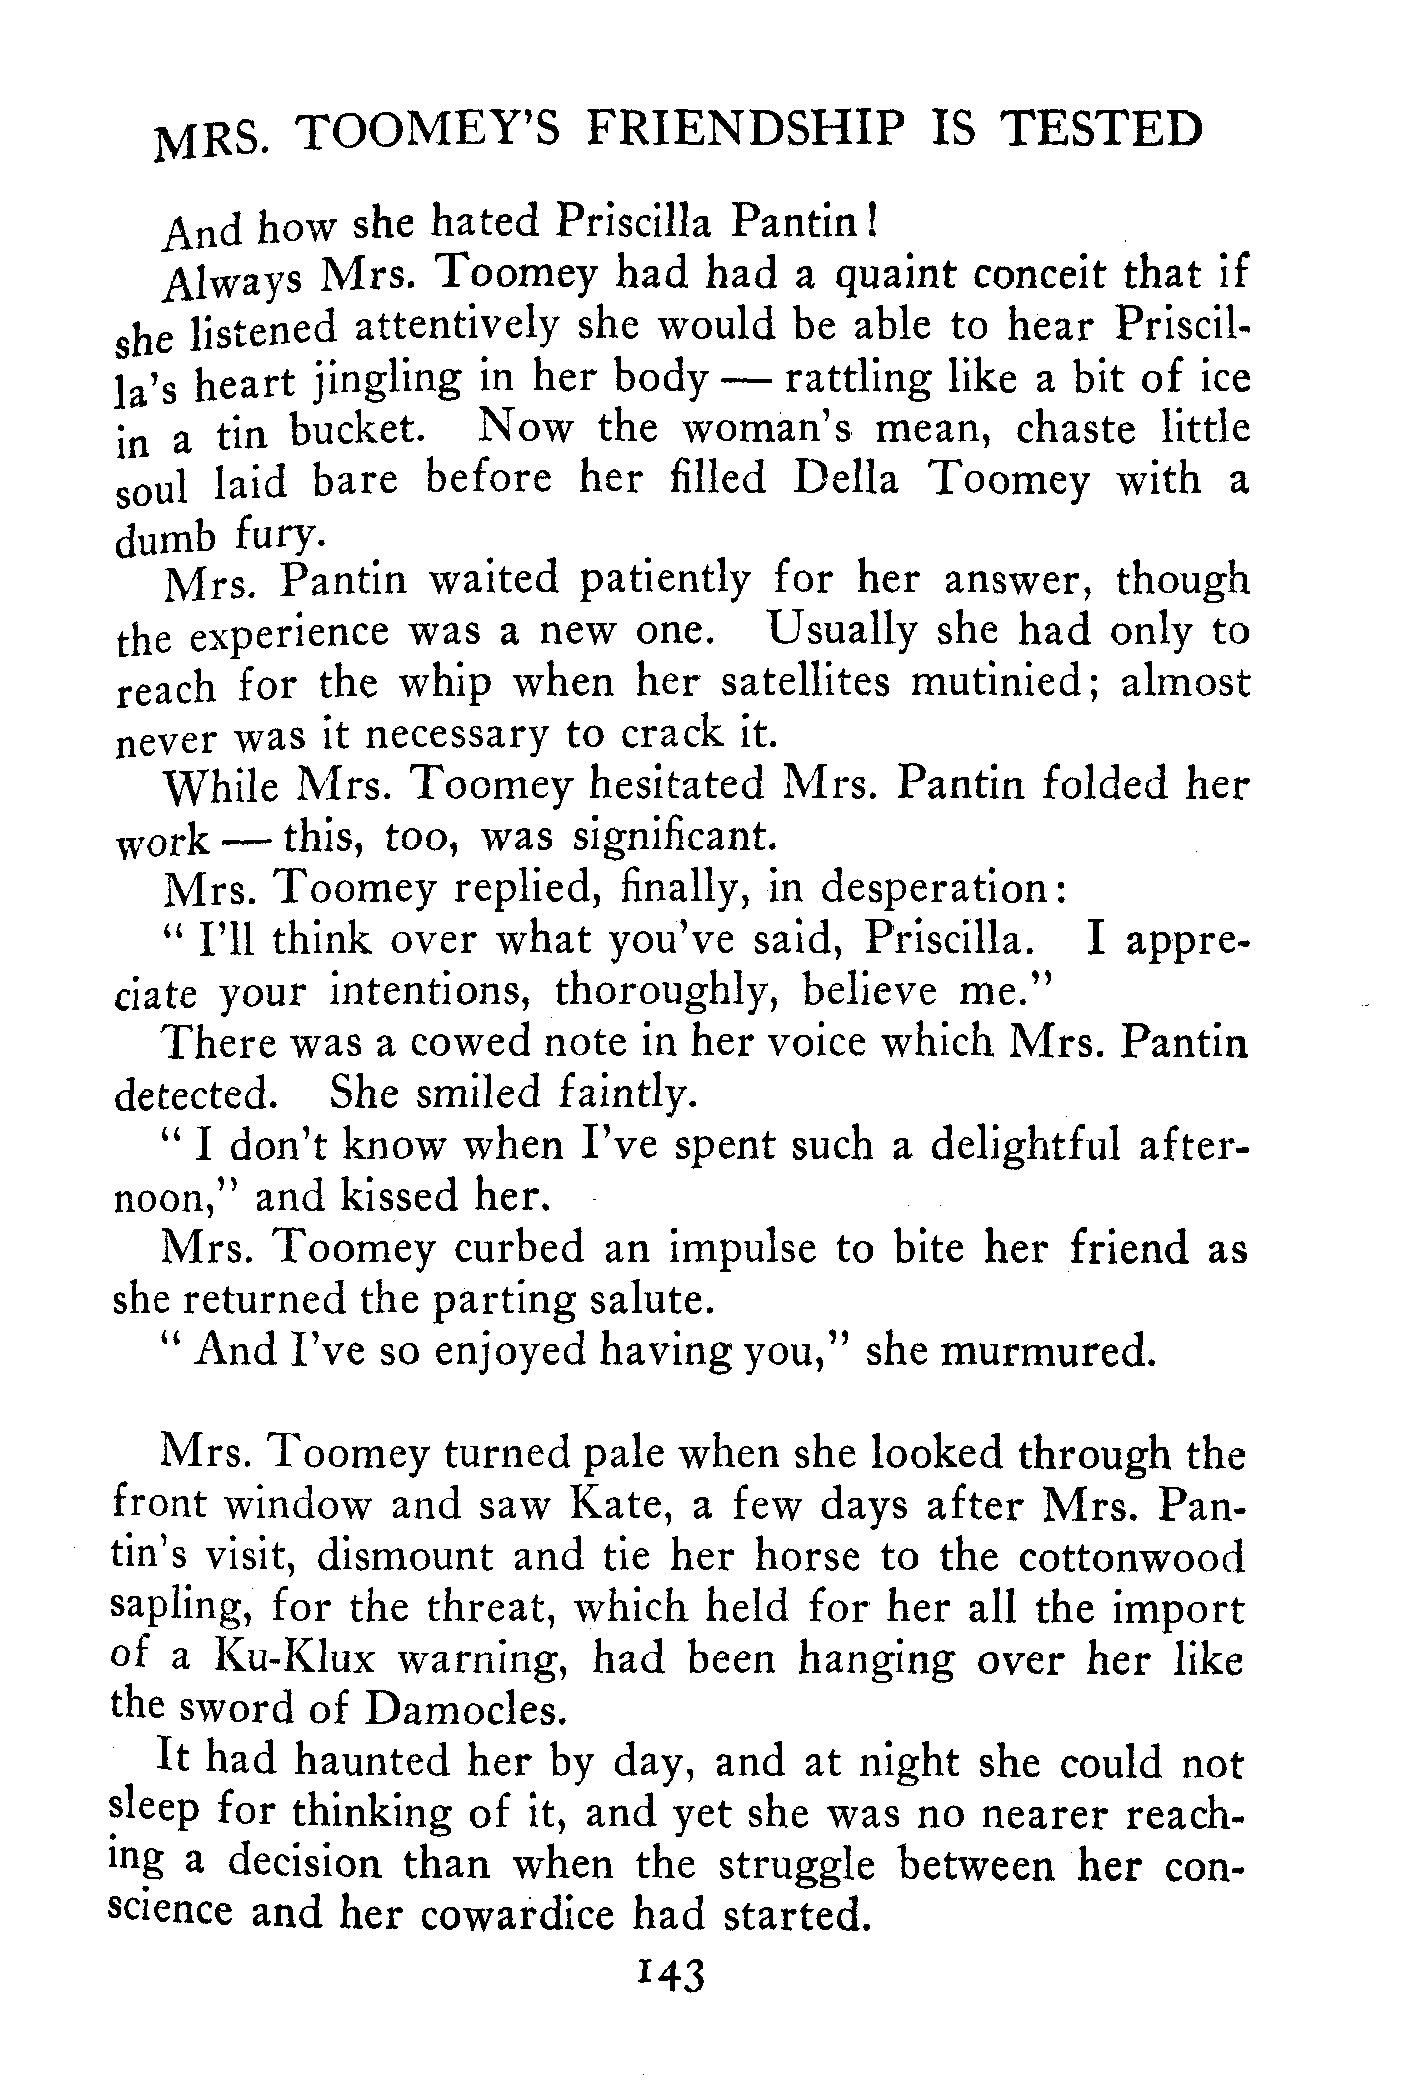 MRS. TOOMEY'S FRIENDSHIP IS TESTED
And how she hated Priscilla Pantin!
Always Mrs. Toomey had had a quaint conceit that if
she listened attentively she would be able to hear Priscil-
la's heart jingling in her body — rattling like a bit of ice
in a tin bucket. Now the woman's mean, chaste little
soul laid bare before her filled Della Toomey with a
dumb fury.
Mrs. Pantin waited patiently for her answer, though
the experience was a new one. Usually she had only to
reach for the whip when her satellites mutinied; almost
never was it necessary to crack it.
While Mrs. Toomey hesitated Mrs. Pantin folded her
work — this, too, was significant.
Mrs. Toomey replied, finally, in desperation:
" I'll think over what you've said, Priscilla. I appre-
ciate your intentions, thoroughly, believe me."
There was a cowed note in her voice which Mrs. Pantin
detected. She smiled faintly.
" I don't know when I've spent such a delightful after-
noon," and kissed her.
Mrs. Toomey curbed an impulse to bite her friend as
she returned the parting salute.
" And I've so enjoyed having you," she murmured.
Mrs. Toomey turned pale when she looked through the
front window and saw Kate, a few days after Mrs. Pan-
tin's visit, dismount and tie her horse to the cottonwood
sapling, for the threat, which held for her all the import
of a Ku-Klux warning, had been hanging over her like
the sword of Damocles.
It had haunted her by day, and at night she could not
sleep for thinking of it, and yet she was no nearer reach-
ing a decision than when the struggle between her con-
science and her cowardice had started.
143